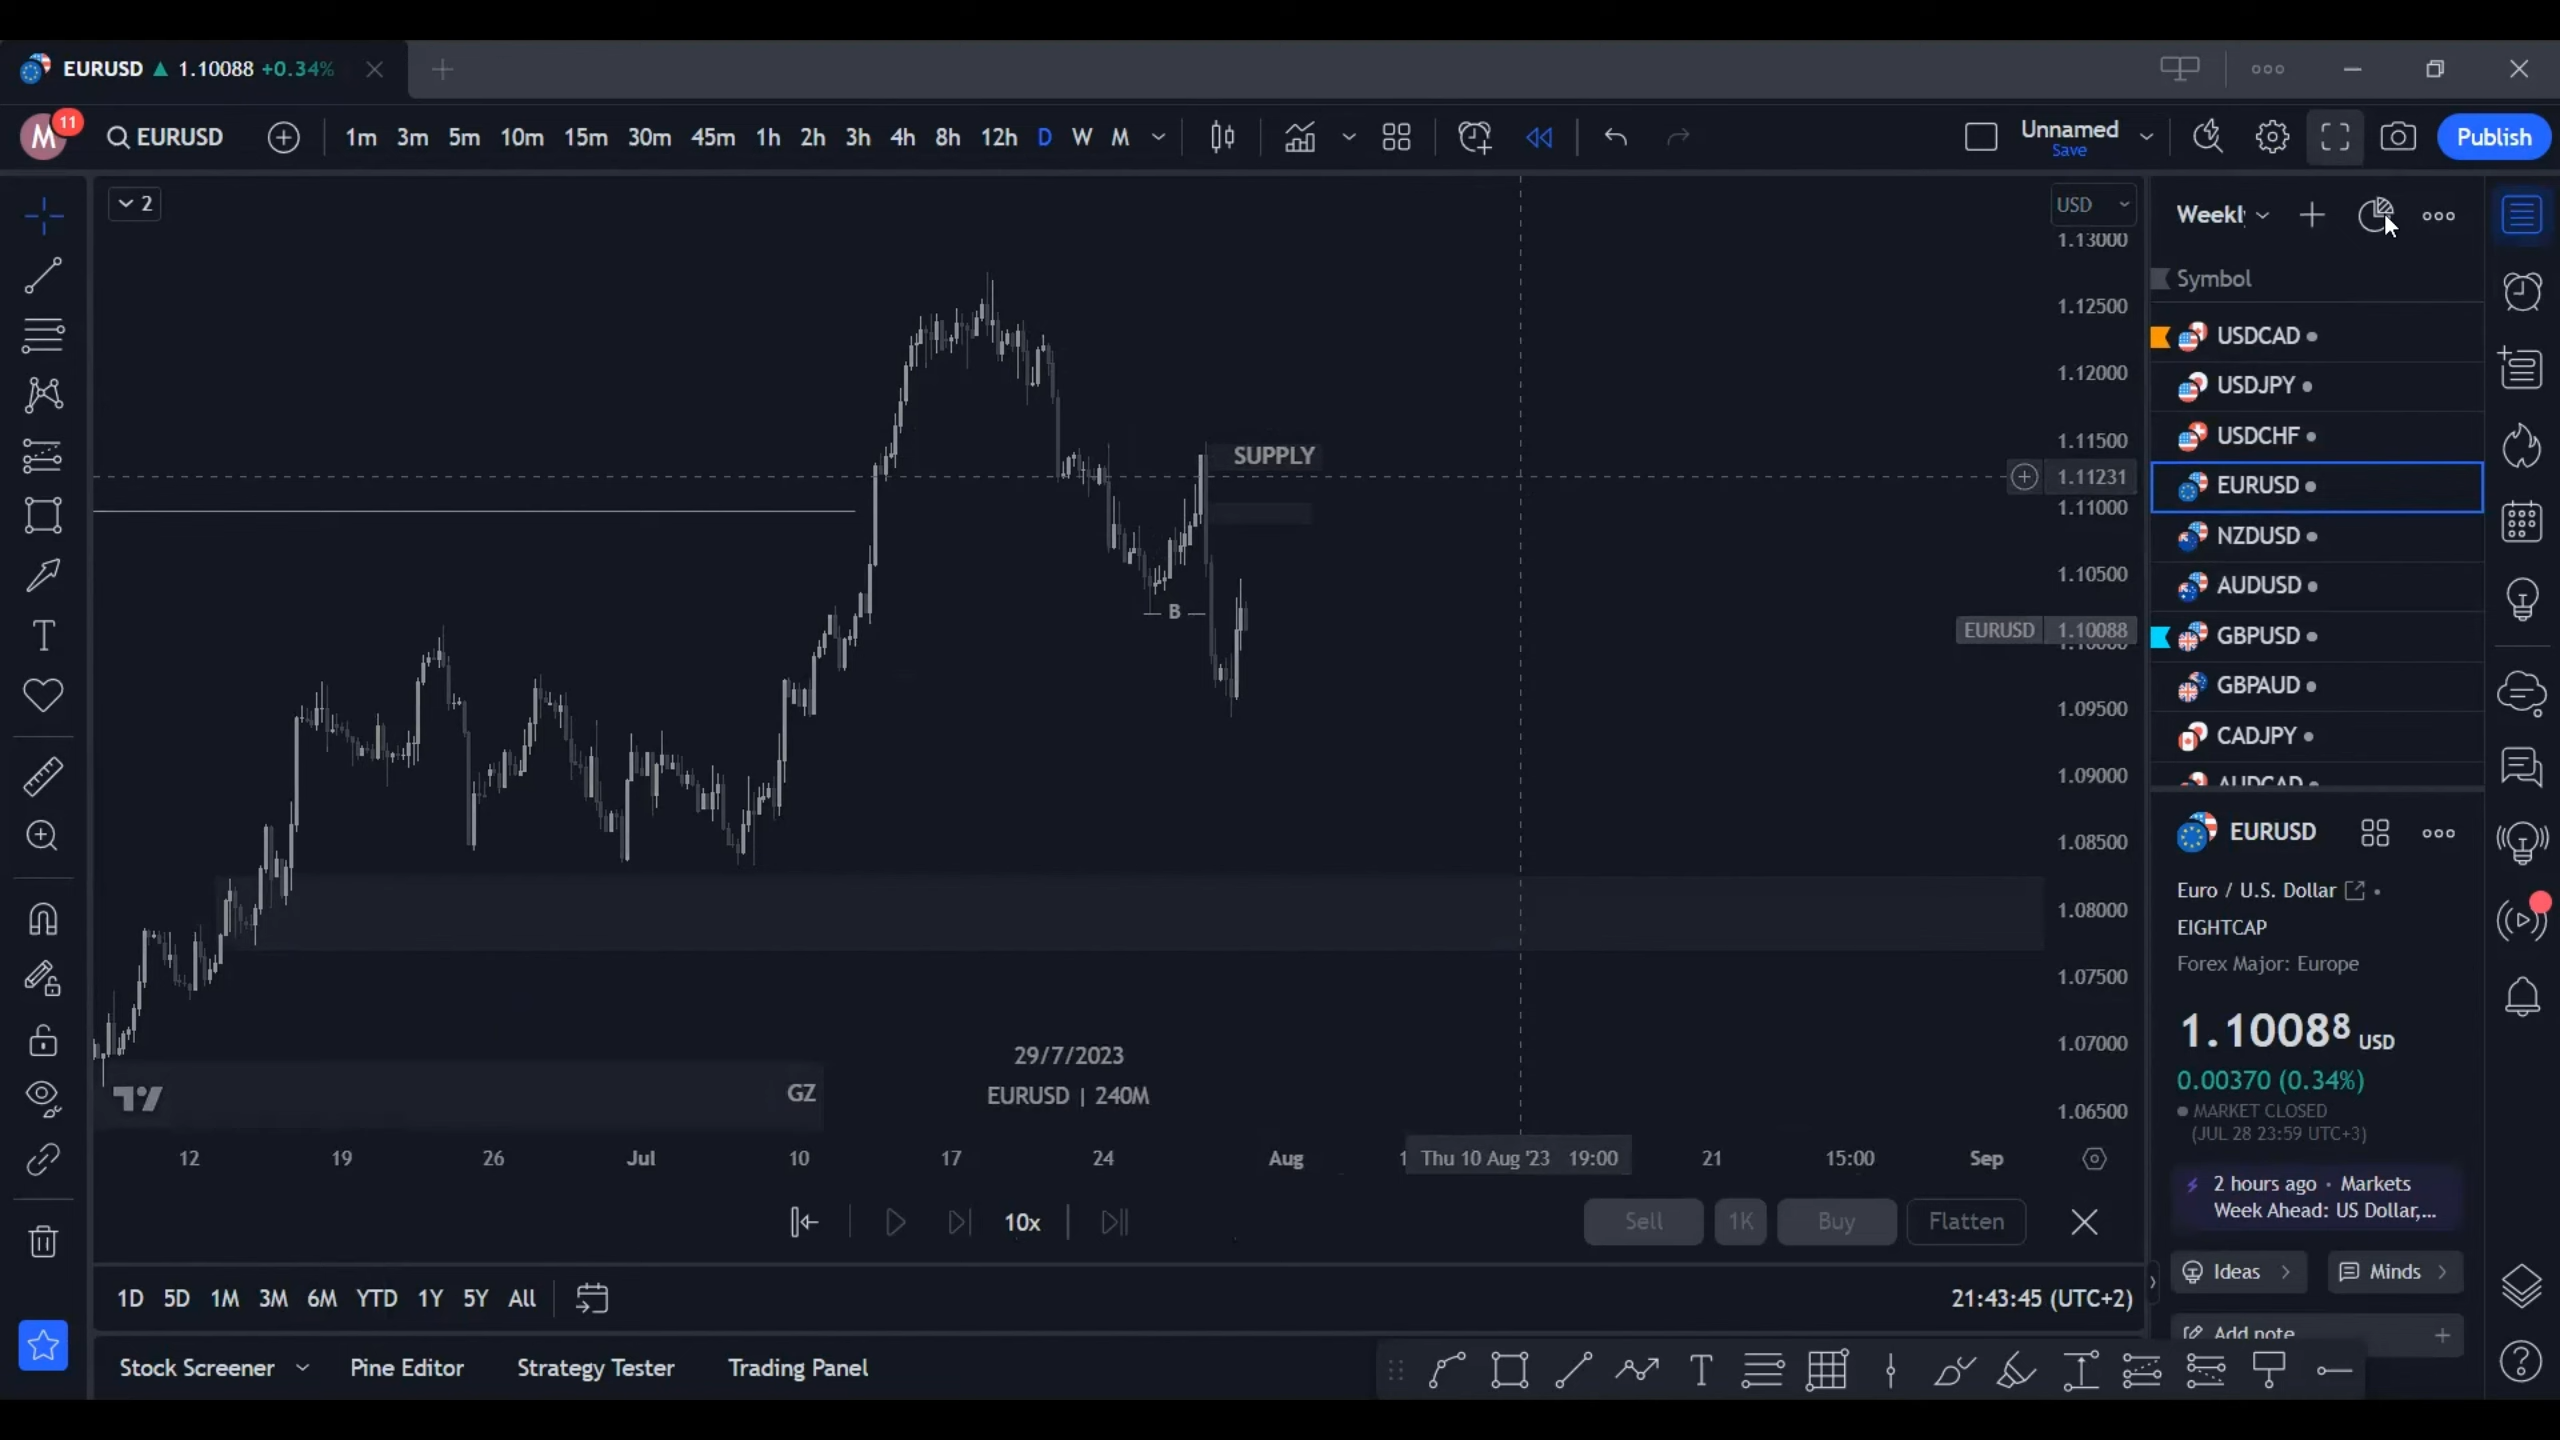 EURUSD ▲ 1.10088 +0.34%
M 11 EURUSD 1m 3m 5m 10m 15m 30m 45m 1h 2h 3h 4h 8h 12h D W M Unnamed Save Publish
2
USD
Weekl
Symbol
1.13000
1.12500
1.12000
1.11500
1.11231
1.11000
1.10500
EURUSD 1.10088
1.09500
1.09000
1.08500
1.08000
1.07500
1.07000
1.06500
SUPPLY
B
29/7/2023
EURUSD | 240M
GZ
12 19 26 Jul 10 17 24 Aug Thu 10 Aug '23 19:00 21 15:00 Sep
10x
Sell 1K Buy Flatten
1D 5D 1M 3M 6M YTD 1Y 5Y All
21:43:45 (UTC+2)
Stock Screener Pine Editor Strategy Tester Trading Panel
USDCAD
USDJPY
USDCHF
EURUSD
NZDUSD
AUDUSD
GBPUSD
GBPAUD
CADJPY
AUDCAD
EURUSD
Euro / U.S. Dollar
EIGHTCAP
Forex Major: Europe
1.10088 USD
0.00370 (0.34%)
MARKET CLOSED
(JUL 28 23:59 UTC+3)
2 hours ago · Markets
Week Ahead: US Dollar,...
Ideas Minds
Add note